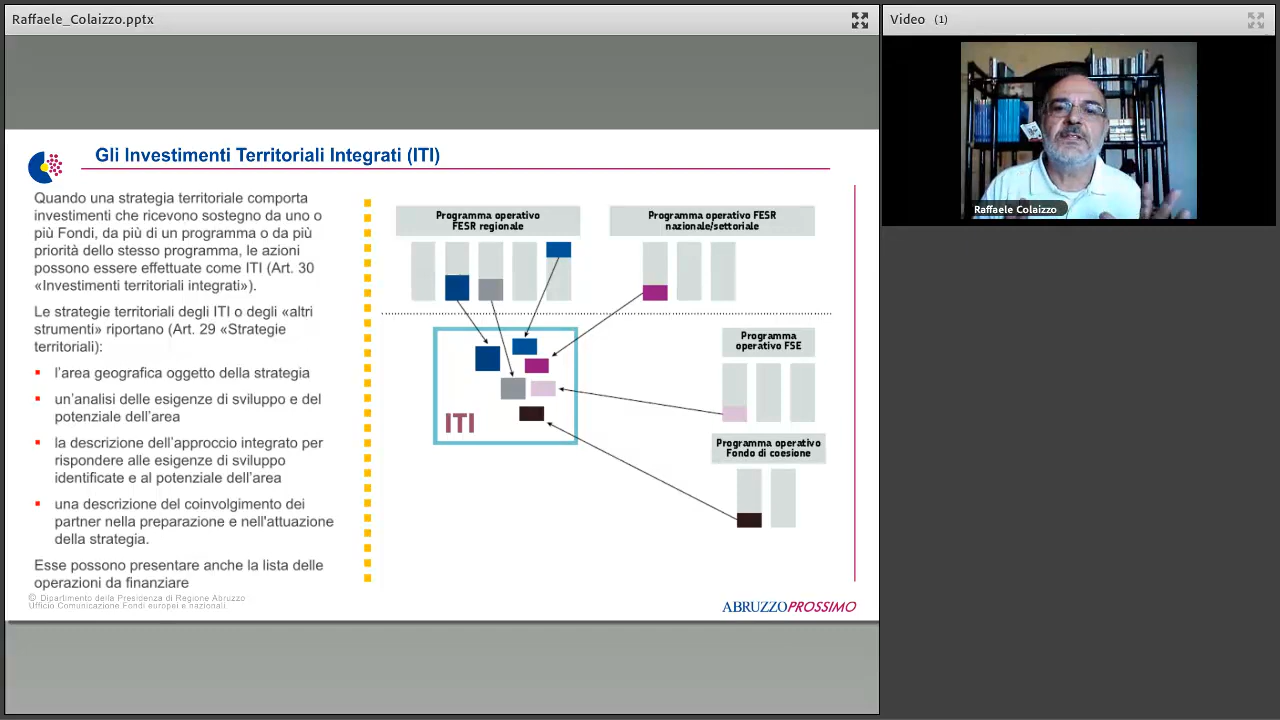 Raffaele_Colaizzo.pptx
Video (1)
Raffaele Colaizzo
Gli Investimenti Territoriali Integrati (ITI)
Quando una strategia territoriale comporta
investimenti che ricevono sostegno da uno o
più Fondi, da più di un programma o da più
priorità dello stesso programma, le azioni
possono essere effettuate come ITI (Art. 30
«Investimenti territoriali integrati»).
Le strategie territoriali degli ITI o degli «altri
strumenti» riportano (Art. 29 «Strategie
territoriali):
l'area geografica oggetto della strategia
un'analisi delle esigenze di sviluppo e del
potenziale dell'area
la descrizione dell'approccio integrato per
rispondere alle esigenze di sviluppo
identificate e al potenziale dell'area
una descrizione del coinvolgimento dei
partner nella preparazione e nell'attuazione
della strategia.
Esse possono presentare anche la lista delle
operazioni da finanziare
Programma operativo
FESR regionale
Programma operativo FESR
nazionale/settoriale
Programma
operativo FSE
ITI
Programma operativo
Fondo di coesione
© Dipartimento della Presidenza di Regione Abruzzo
Ufficio Comunicazione Fondi europei e nazionali
ABRUZZOPROSSIMO